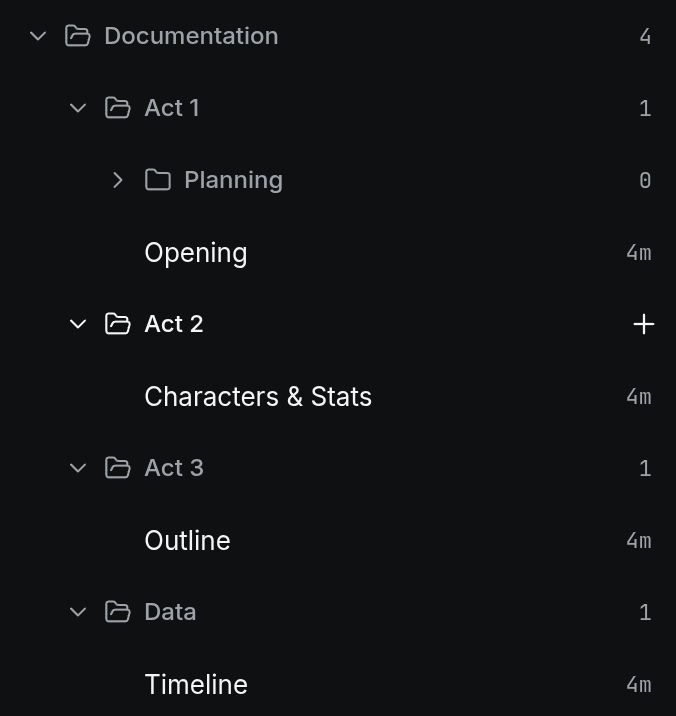 Documentation 4
Act 1 1
Planning 0
Opening 4m
Act 2 +
Characters & Stats 4m
Act 3 1
Outline 4m
Data 1
Timeline 4m